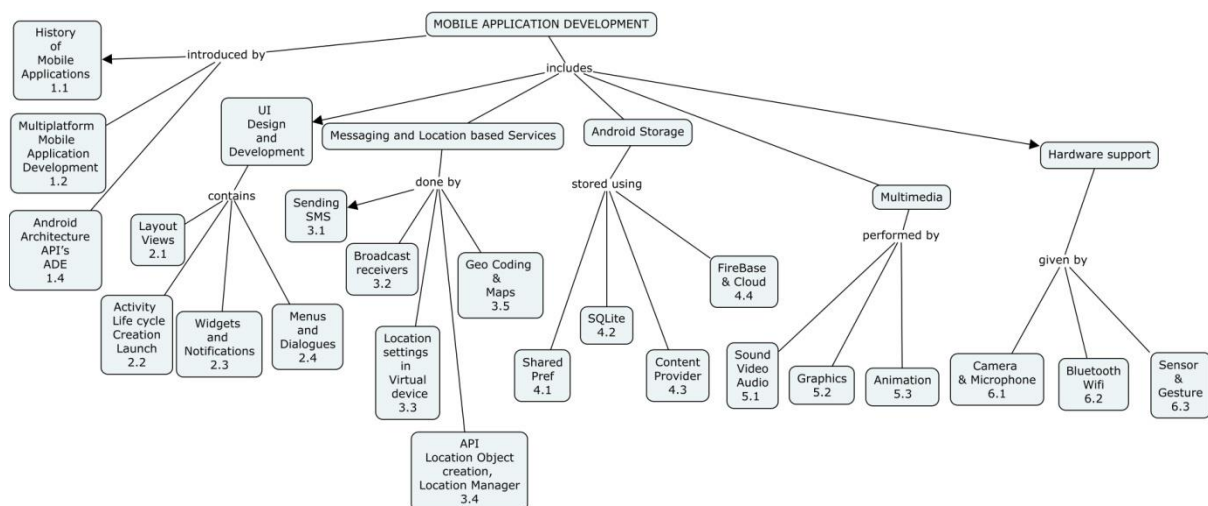 MOBILE APPLICATION DEVELOPMENT
History
of
Mobile
Applications
1.1
introduced by
includes
Multiplatform
Mobile
Application
Development
1.2
Android
Architecture
API's
ADE
1.4
UI
Design
and
Development
contains
Layout
Views
2.1
Activity
Life cycle
Creation
Launch
2.2
Widgets
and
Notifications
2.3
Menus
and
Dialogues
2.4
Messaging and Location based Services
done by
Sending
SMS
3.1
Broadcast
receivers
3.2
Location
settings
in
Virtual
device
3.3
API
Location Object
creation,
Location Manager
3.4
Geo Coding
&
Maps
3.5
Android Storage
stored using
Shared
Pref
4.1
SQLite
4.2
Content
Provider
4.3
FireBase
& Cloud
4.4
Multimedia
performed by
Sound
Video
Audio
5.1
Graphics
5.2
Animation
5.3
Hardware support
given by
Camera
& Microphone
6.1
Bluetooth
Wifi
6.2
Sensor
&
Gesture
6.3